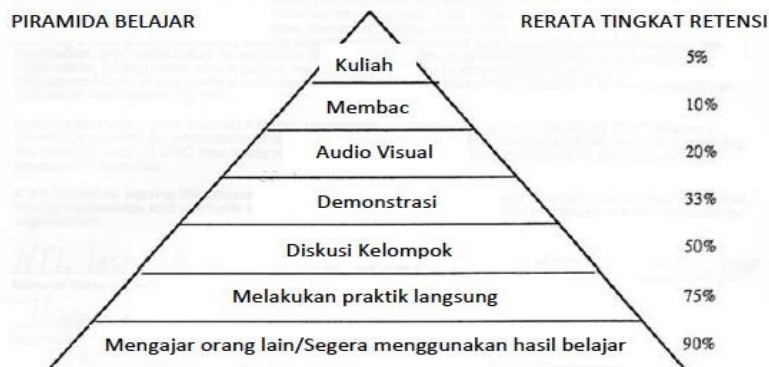 PIRAMIDA BELAJAR RERATA TINGKAT RETENSI
Kuliah 5%
Membac 10%
Audio Visual 20%
Demonstrasi 33%
Diskusi Kelompok 50%
Melakukan praktik langsung 75%
Mengajar orang lain/Segera menggunakan hasil belajar 90%